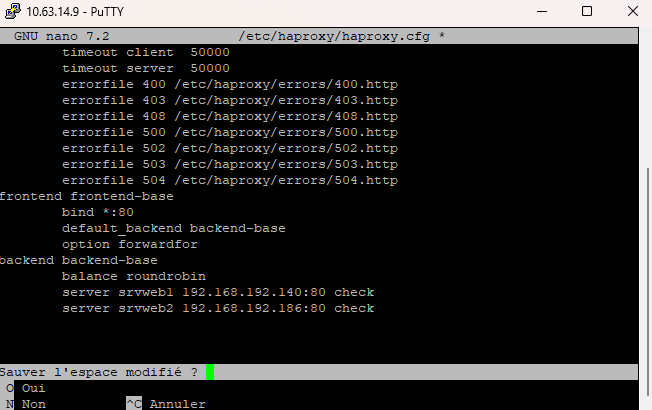 10.63.14.9 - PuTTY
GNU nano 7.2 /etc/haproxy/haproxy.cfg *
timeout client 50000
timeout server 50000
errorfile 400 /etc/haproxy/errors/400.http
errorfile 403 /etc/haproxy/errors/403.http
errorfile 408 /etc/haproxy/errors/408.http
errorfile 500 /etc/haproxy/errors/500.http
errorfile 502 /etc/haproxy/errors/502.http
errorfile 503 /etc/haproxy/errors/503.http
errorfile 504 /etc/haproxy/errors/504.http
frontend frontend-base
bind *:80
default_backend backend-base
option forwardfor
backend backend-base
balance roundrobin
server srvweb1 192.168.192.140:80 check
server srvweb2 192.168.192.186:80 check
Sauver l'espace modifié ?
O Oui
N Non ^C Annuler